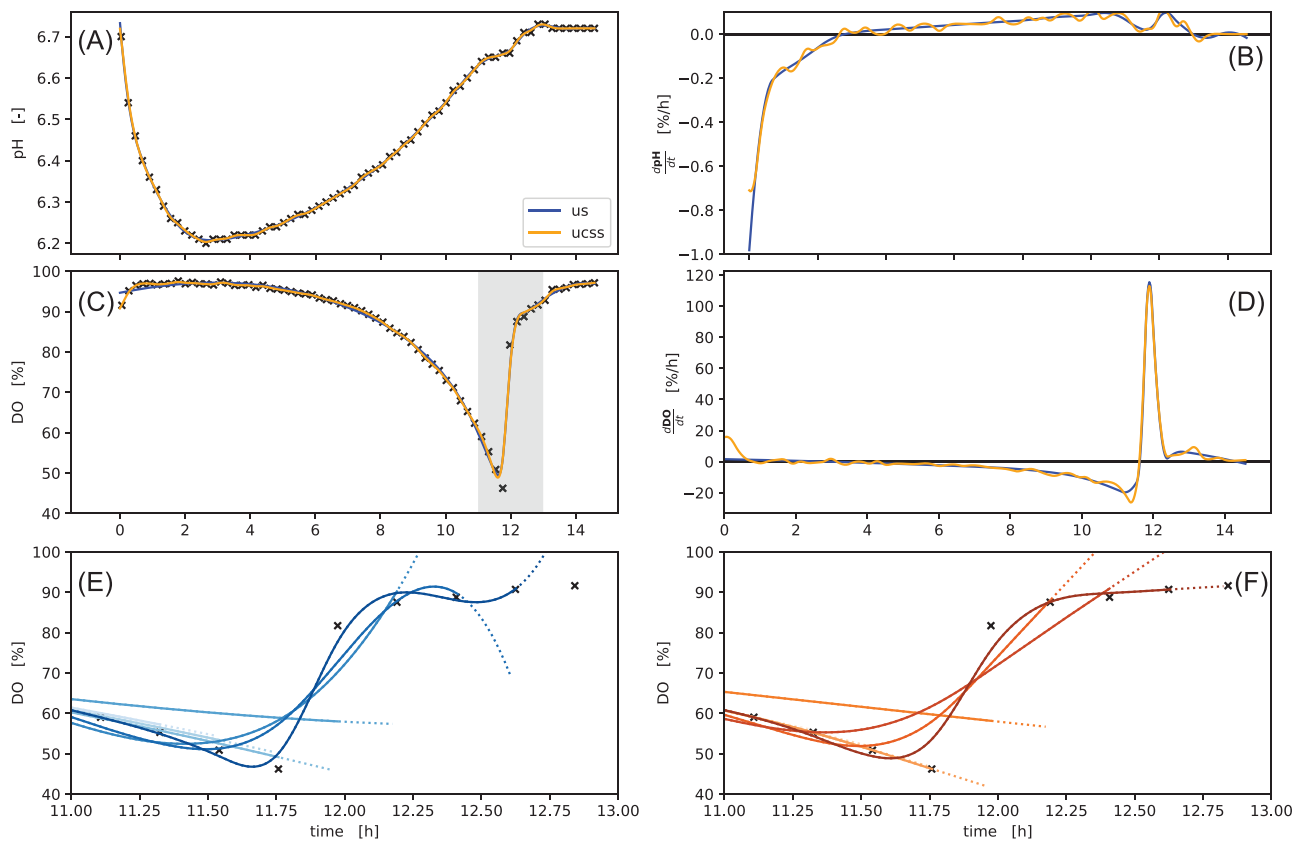 (A)
6.7
6.6
6.5
6.4
6.3
6.2
pH [-]
us
ucss
(B)
0.0
−0.2
−0.4
−0.6
−0.8
−1.0
dpH/dt [%/h]
(C)
100
90
80
70
60
50
40
DO [%]
0 2 4 6 8 10 12 14
(D)
120
100
80
60
40
20
0
−20
dDO/dt [%/h]
0 2 4 6 8 10 12 14
(E)
100
90
80
70
60
50
40
DO [%]
11.00 11.25 11.50 11.75 12.00 12.25 12.50 12.75 13.00
time [h]
(F)
100
90
80
70
60
50
40
DO [%]
11.00 11.25 11.50 11.75 12.00 12.25 12.50 12.75 13.00
time [h]